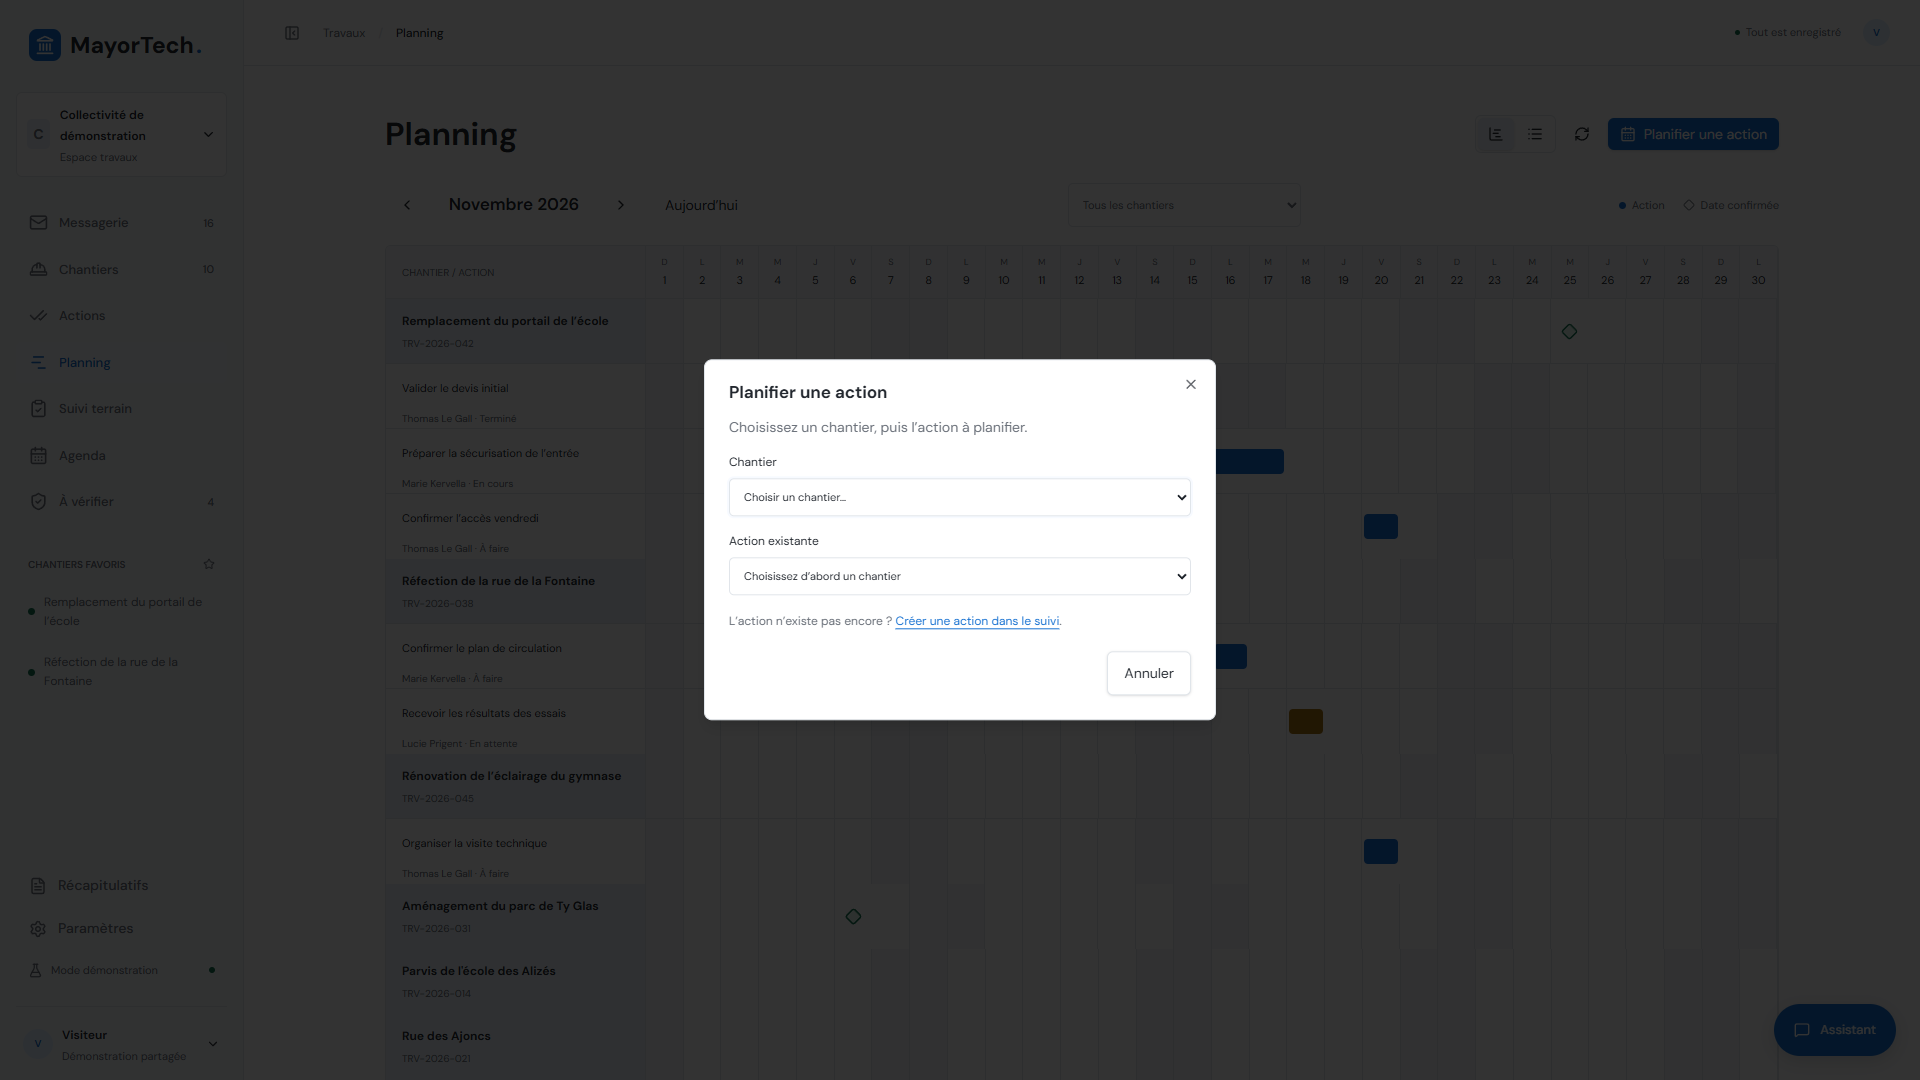 MayorTech.
Travaux / Planning
Tout est enregistré
V
C
Collectivité de
démonstration
Espace travaux
Messagerie 16
Chantiers 10
Actions
Planning
Suivi terrain
Agenda
À vérifier 4
CHANTIERS FAVORIS
Remplacement du portail de
l'école
Réfection de la rue de la
Fontaine
Récapitulatifs
Paramètres
Mode démonstration
V
Visiteur
Démonstration partagée
Planning
Planifier une action
Novembre 2026
Aujourd'hui
Tous les chantiers
Action
Date confirmée
CHANTIER / ACTION
D L M M J V S D L M M J V S D L M M J V S D L M M J V S D L
1 2 3 4 5 6 7 8 9 10 11 12 13 14 15 16 17 18 19 20 21 22 23 24 25 26 27 28 29 30
Remplacement du portail de l'école
TRV-2026-042
Valider le devis initial
Thomas Le Gall · Terminé
Préparer la sécurisation de l'entrée
Marie Kervella · En cours
Confirmer l'accès vendredi
Thomas Le Gall · À faire
Réfection de la rue de la Fontaine
TRV-2026-038
Confirmer le plan de circulation
Marie Kervella · À faire
Recevoir les résultats des essais
Lucie Prigent · En attente
Rénovation de l'éclairage du gymnase
TRV-2026-045
Organiser la visite technique
Thomas Le Gall · À faire
Aménagement du parc de Ty Glas
TRV-2026-031
Parvis de l'école des Alizés
TRV-2026-014
Rue des Ajoncs
TRV-2026-021
Planifier une action
Choisissez un chantier, puis l'action à planifier.
Chantier
Choisir un chantier…
Action existante
Choisissez d'abord un chantier
L'action n'existe pas encore ? Créer une action dans le suivi.
Annuler
Assistant